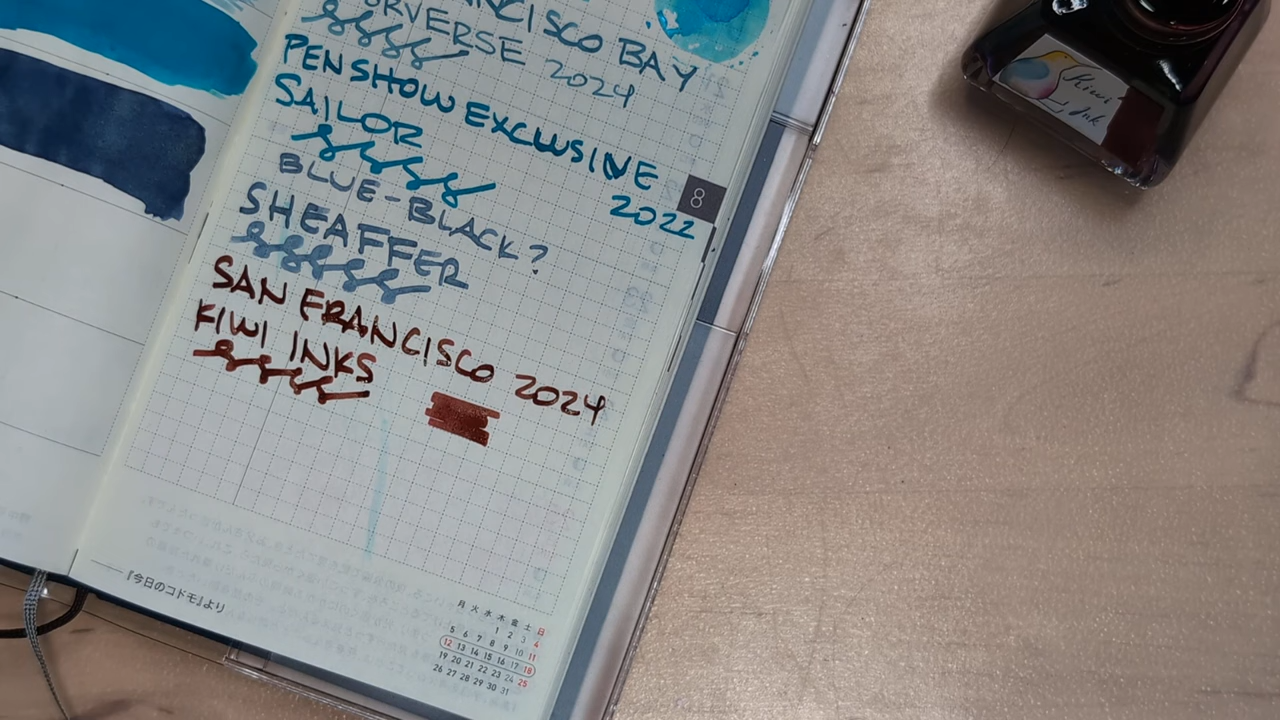 ANCISCO BAY
ORVERSE 2024
PEN SHOW EXCLUSIVE
SAILOR 2022
8
BLUE-BLACK?
SHEAFFER
SAN FRANCISCO 2024
KIWI INKS
『今日のコドモ』より
月 火 水 木 金 土 日
1 2 3 4
5 6 7 8 9 10 11
12 13 14 15 16 17 18
19 20 21 22 23 24 25
26 27 28 29 30 31
Kiwi
Ink